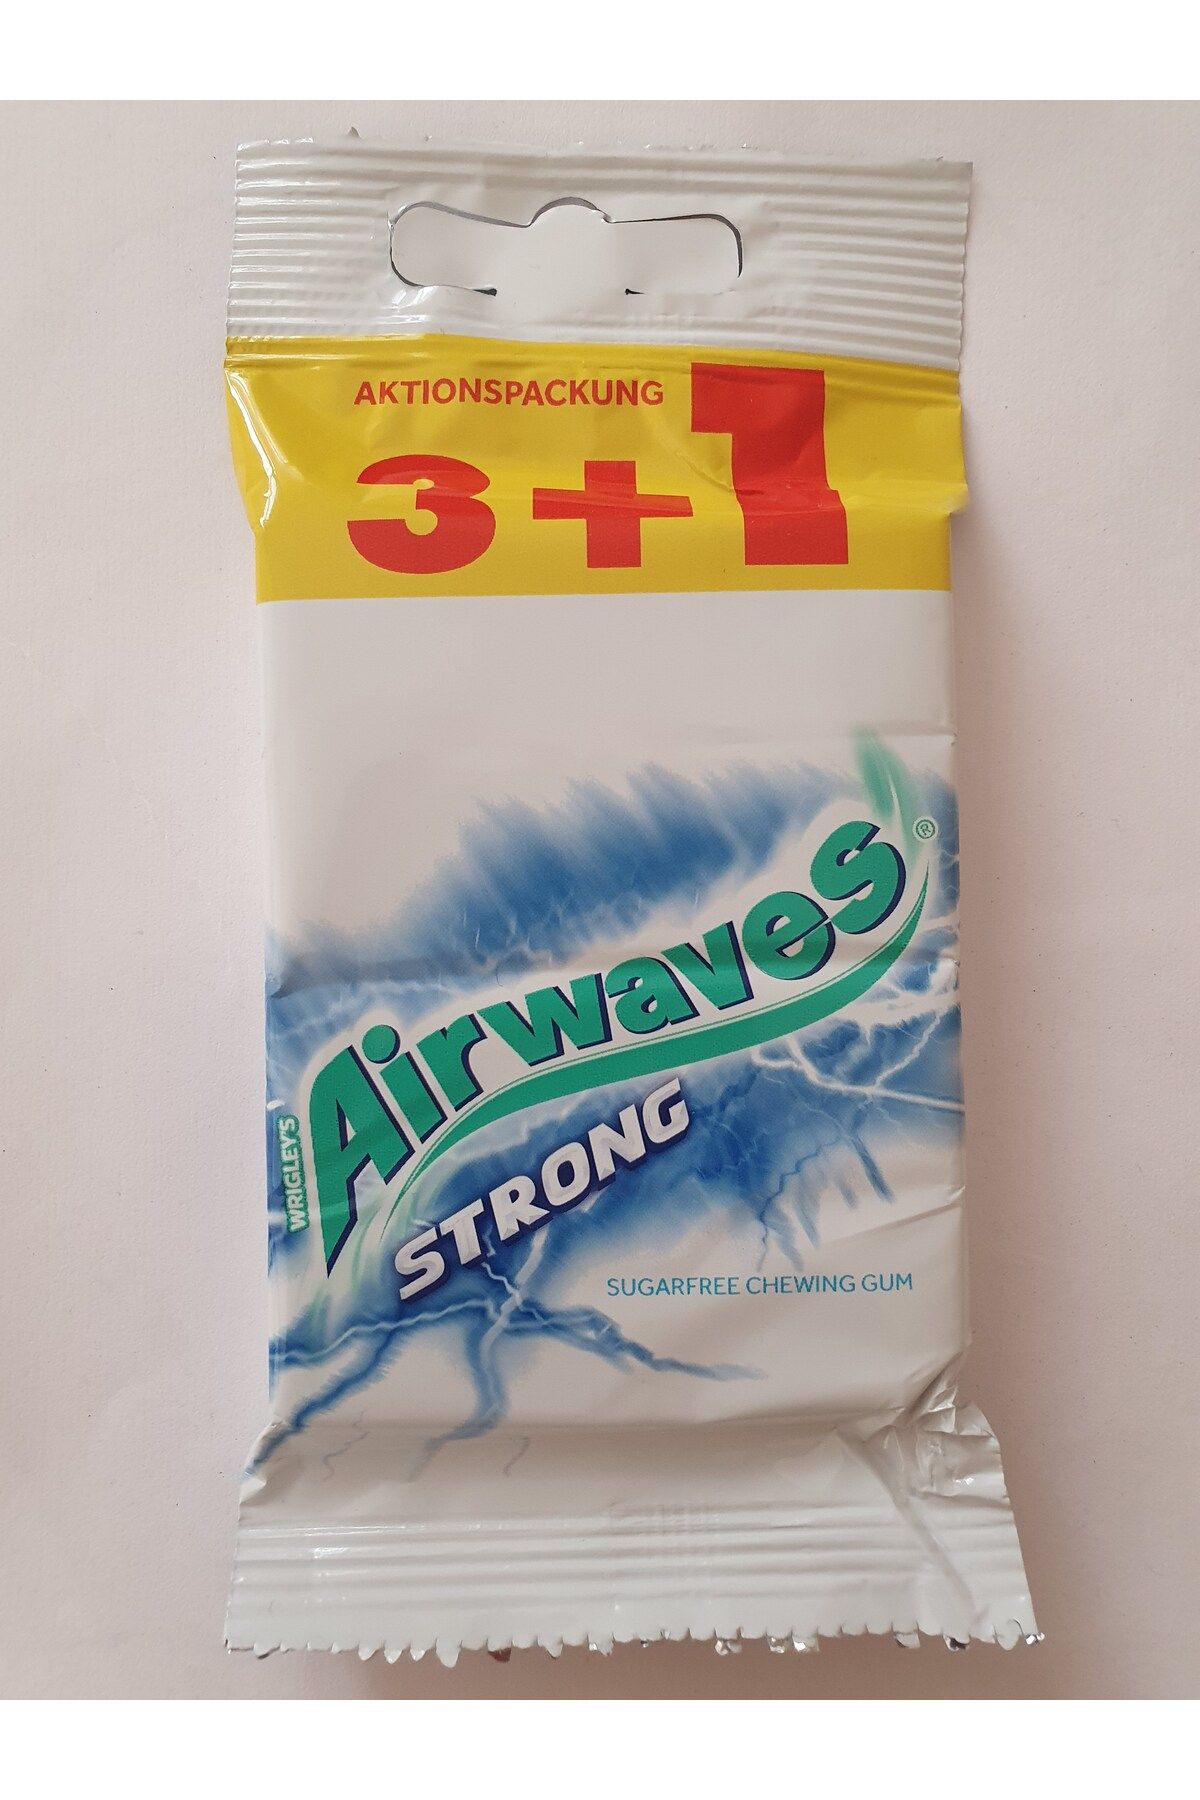 AKTIONSPACKUNG
3+1
WRIGLEY'S
Airwaves®
STRONG
SUGARFREE CHEWING GUM